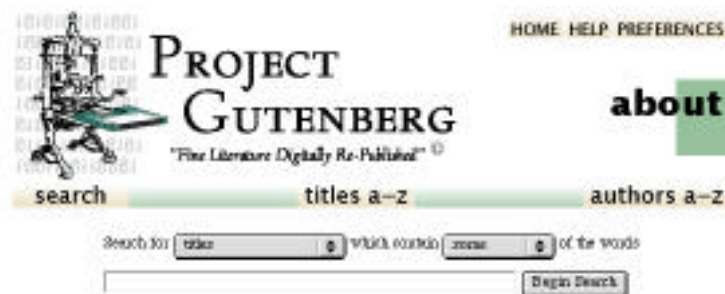 HOME HELP PREFERENCES
PROJECT
GUTENBERG
"Fine Literature Digitally Re-Published" ©
about
search titles a–z authors a–z
Search for titles which contain some of the words
Begin Search